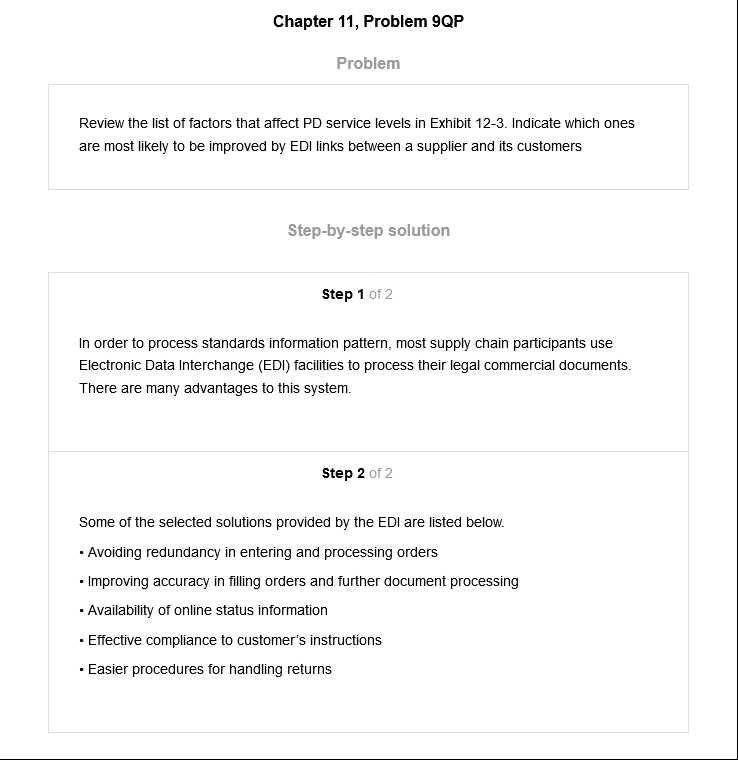 Chapter 11, Problem 9QP
Problem
Review the list of factors that affect PD service levels in Exhibit 12-3. Indicate which ones
are most likely to be improved by EDI links between a supplier and its customers
Step-by-step solution
Step 1 of 2
In order to process standards information pattern, most supply chain participants use
Electronic Data Interchange (EDI) facilities to process their legal commercial documents.
There are many advantages to this system.
Step 2 of 2
Some of the selected solutions provided by the EDI are listed below.
• Avoiding redundancy in entering and processing orders
• Improving accuracy in filling orders and further document processing
• Availability of online status information
• Effective compliance to customer’s instructions
• Easier procedures for handling returns